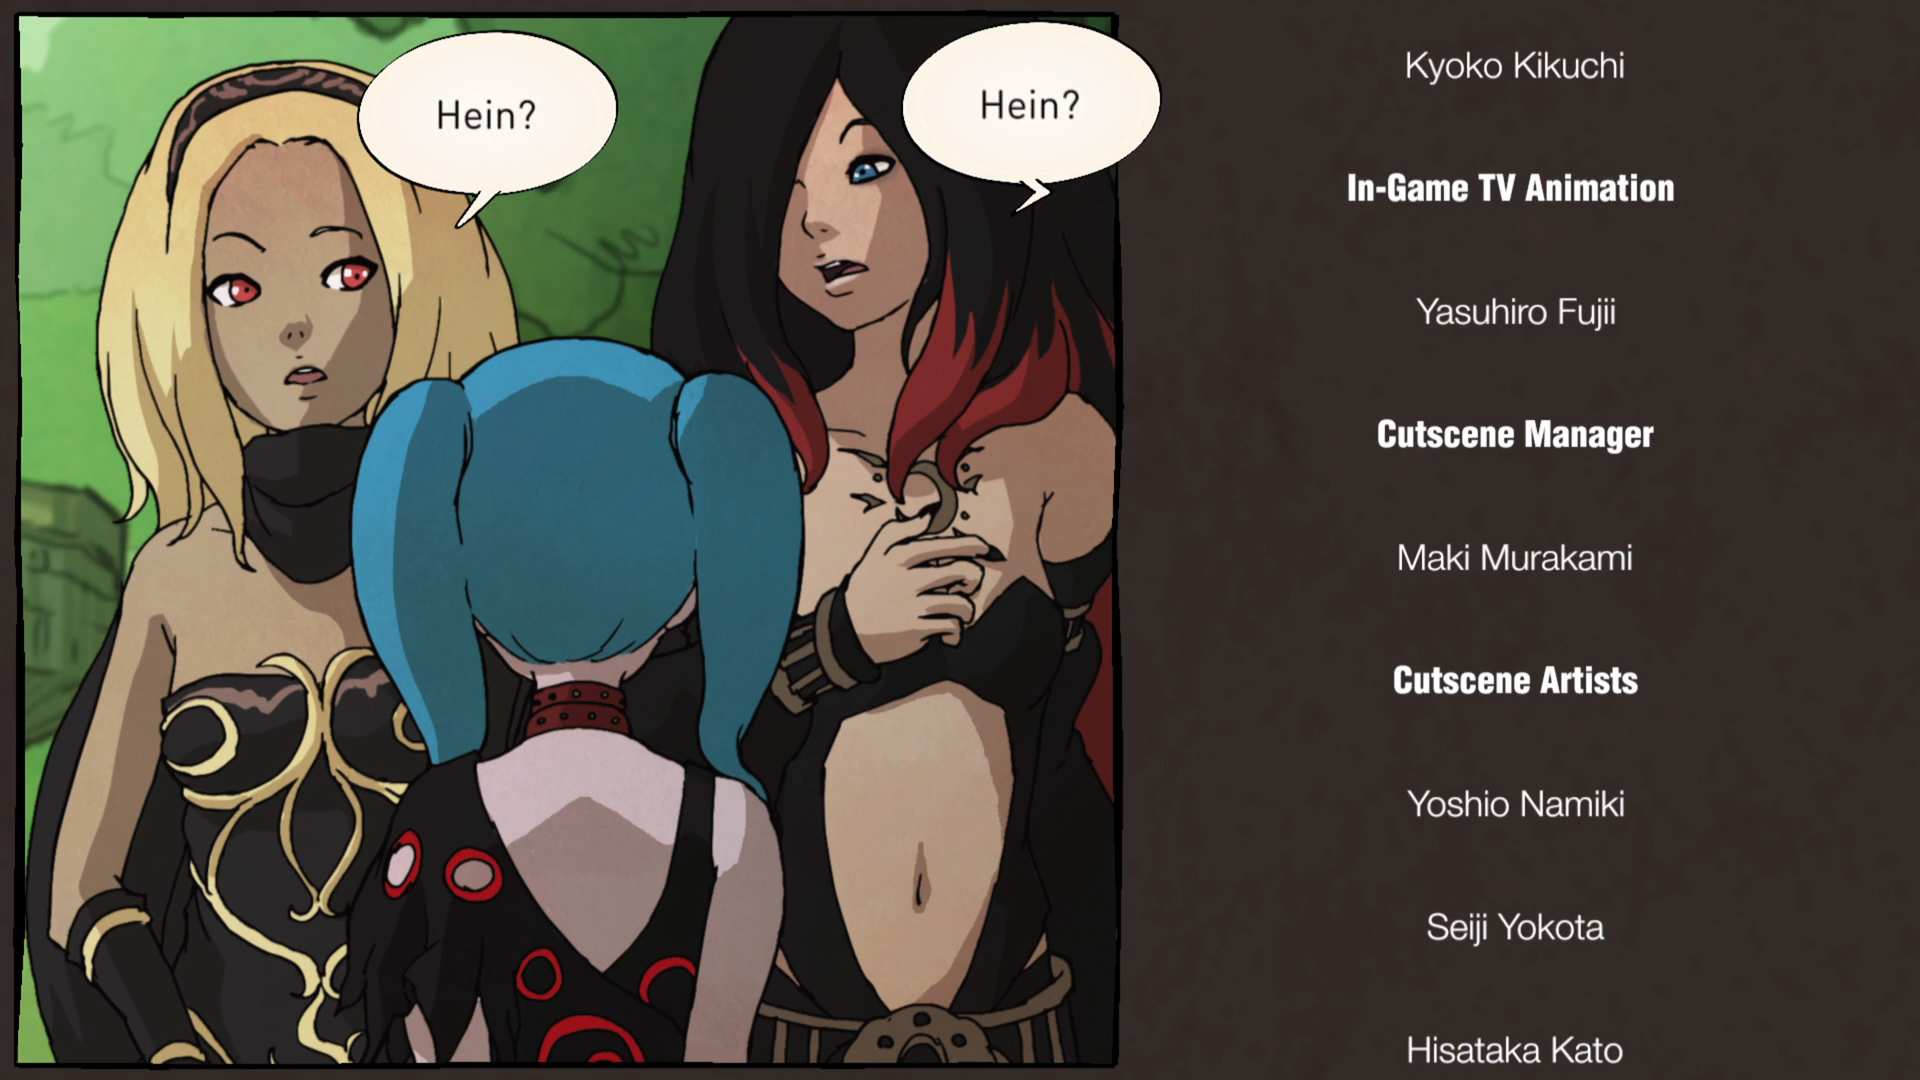 Hein?
Hein?
Kyoko Kikuchi
In-Game TV Animation
Yasuhiro Fujii
Cutscene Manager
Maki Murakami
Cutscene Artists
Yoshio Namiki
Seiji Yokota
Hisataka Kato